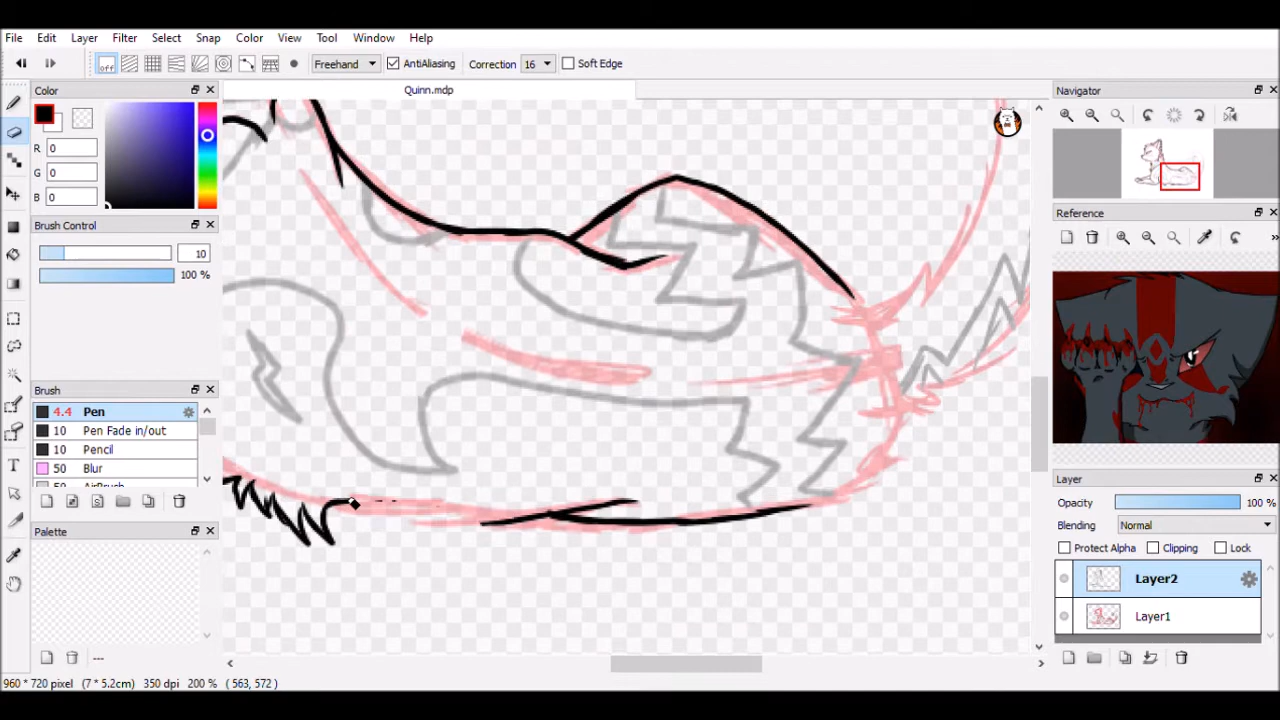 File Edit Layer Filter Select Snap Color View Tool Window Help
off Freehand AntiAliasing Correction 16 Soft Edge
Color
Quinn.mdp
Navigator
R 0
G 0
B 0
Brush Control
10
100 %
Reference
Brush
4.4 Pen
10 Pen Fade in/out
10 Pencil
50 Blur
50 AirBrush
Palette
---
Layer
Opacity 100 %
Blending Normal
Protect Alpha Clipping Lock
Layer2
Layer1
960 * 720 pixel (7 * 5.2cm) 350 dpi 200 % ( 563, 572 )